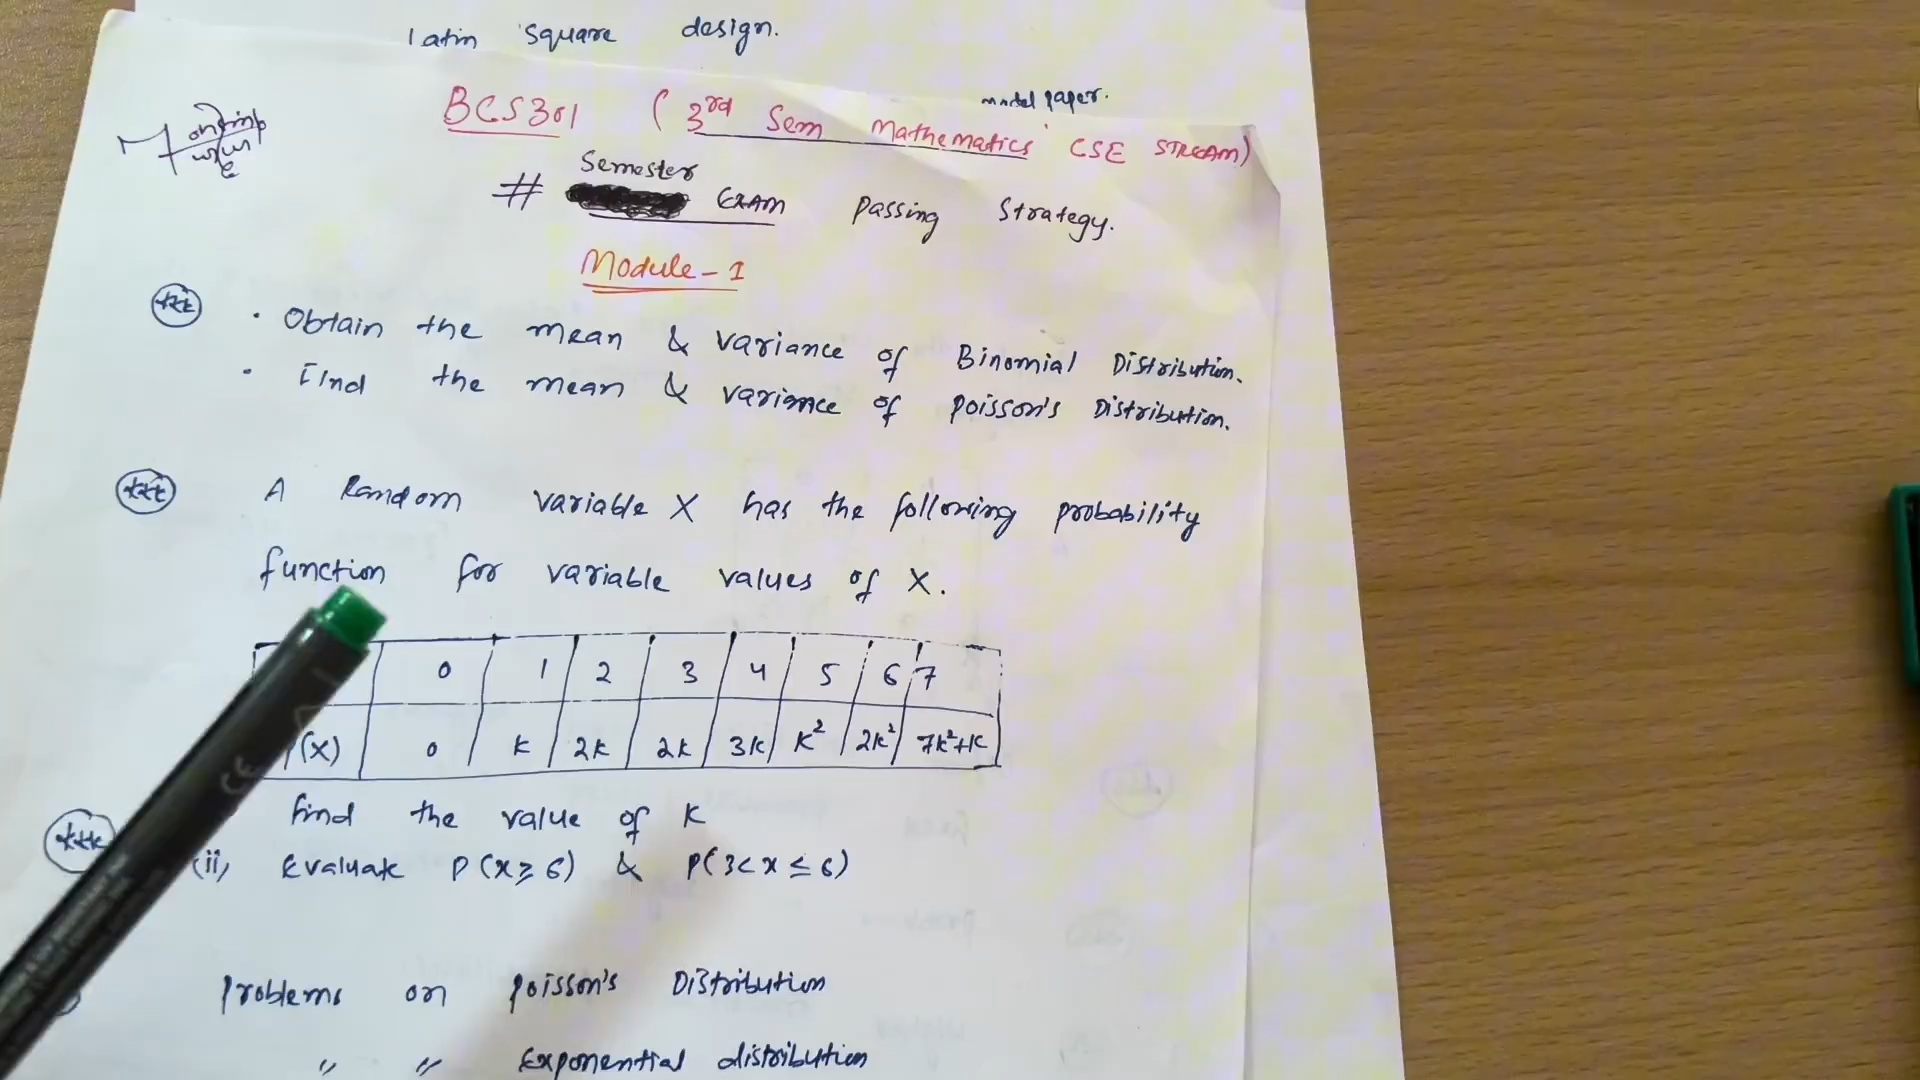 latin square design.
model paper.
BCS301 (3rd Sem Mathematics CSE STREAM)
Semester
# EXAM passing Strategy.
Module-1
• Obtain the mean & variance of Binomial Distribution.
• Find the mean & variance of poisson's Distribution.
A Random variable X has the following probability
function for variable values of X.
0 1 2 3 4 5 6 7
(X) 0 k 2k 2k 3k k² 2k² 7k²+k
find the value of K
(ii) Evaluate P(x≥6) & P(3<x≤6)
problems on poisson's Distribution
" " Exponential distribution